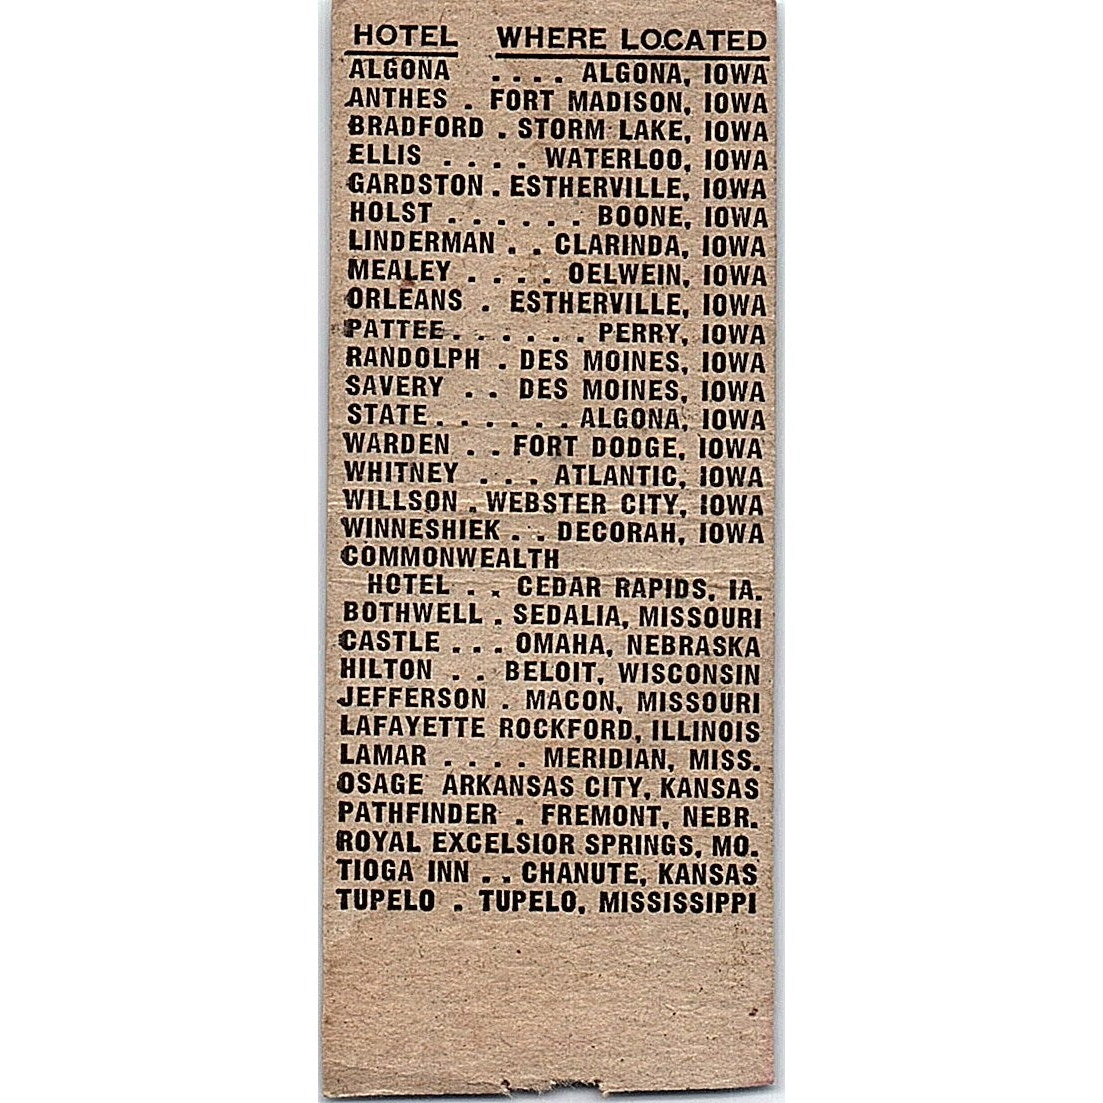 HOTEL WHERE LOCATED
ALGONA . . . . ALGONA, IOWA
ANTHES . FORT MADISON, IOWA
BRADFORD . STORM LAKE, IOWA
ELLIS . . . . WATERLOO, IOWA
GARDSTON . ESTHERVILLE, IOWA
HOLST . . . . . . BOONE, IOWA
LINDERMAN . . CLARINDA, IOWA
MEALEY . . . . OELWEIN, IOWA
ORLEANS . ESTHERVILLE, IOWA
PATTEE . . . . . . PERRY, IOWA
RANDOLPH . DES MOINES, IOWA
SAVERY . . DES MOINES, IOWA
STATE . . . . . . ALGONA, IOWA
WARDEN . . FORT DODGE, IOWA
WHITNEY . . . ATLANTIC, IOWA
WILLSON . WEBSTER CITY, IOWA
WINNESHIEK . . DECORAH, IOWA
COMMONWEALTH
HOTEL . . CEDAR RAPIDS, IA.
BOTHWELL . SEDALIA, MISSOURI
CASTLE . . . OMAHA, NEBRASKA
HILTON . . BELOIT, WISCONSIN
JEFFERSON . MACON, MISSOURI
LAFAYETTE ROCKFORD, ILLINOIS
LAMAR . . . . MERIDIAN, MISS.
OSAGE ARKANSAS CITY, KANSAS
PATHFINDER . FREMONT, NEBR.
ROYAL EXCELSIOR SPRINGS, MO.
TIOGA INN . . CHANUTE, KANSAS
TUPELO . TUPELO, MISSISSIPPI